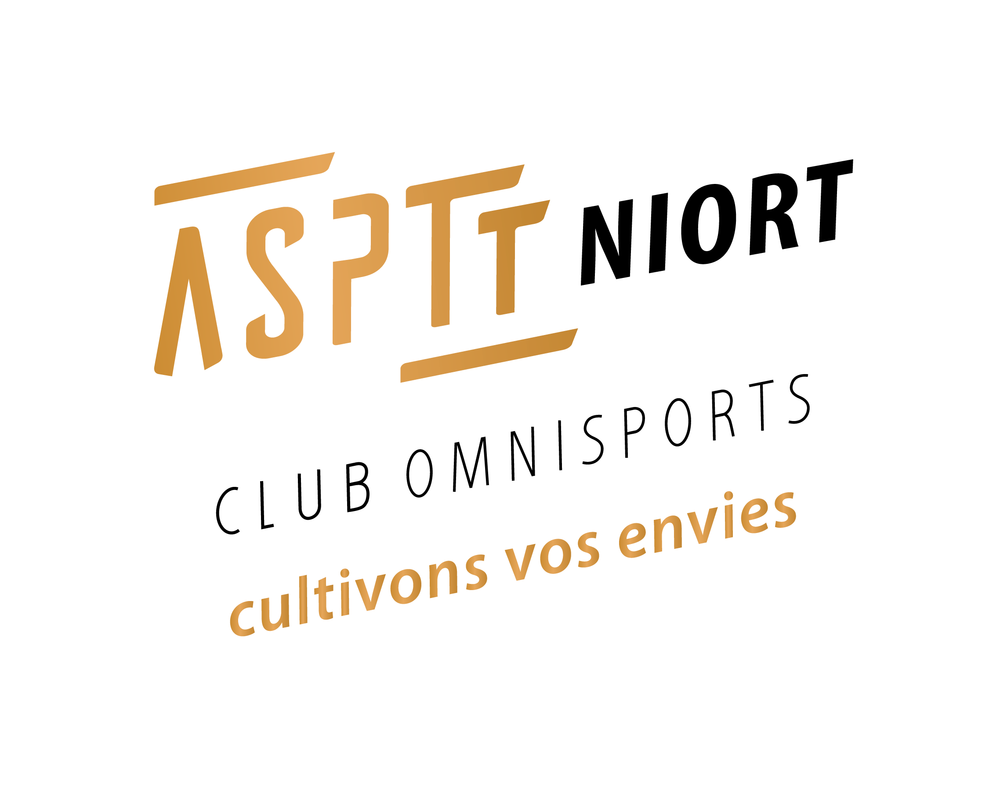 ASPTT NIORT
CLUB OMNISPORTS
cultivons vos envies